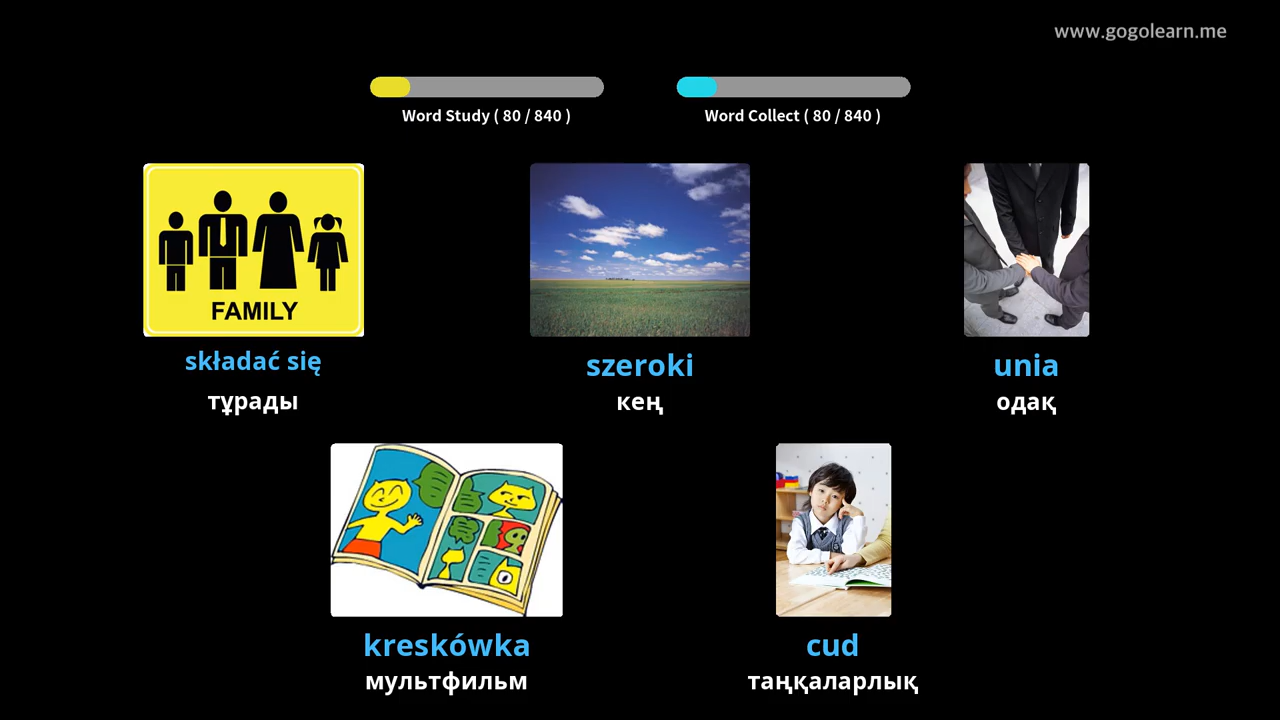 www.gogolearn.me
Word Study ( 80 / 840 )
Word Collect ( 80 / 840 )
FAMILY
składać się
тұрады
szeroki
кең
unia
одақ
kreskówka
мультфильм
cud
таңқаларлық